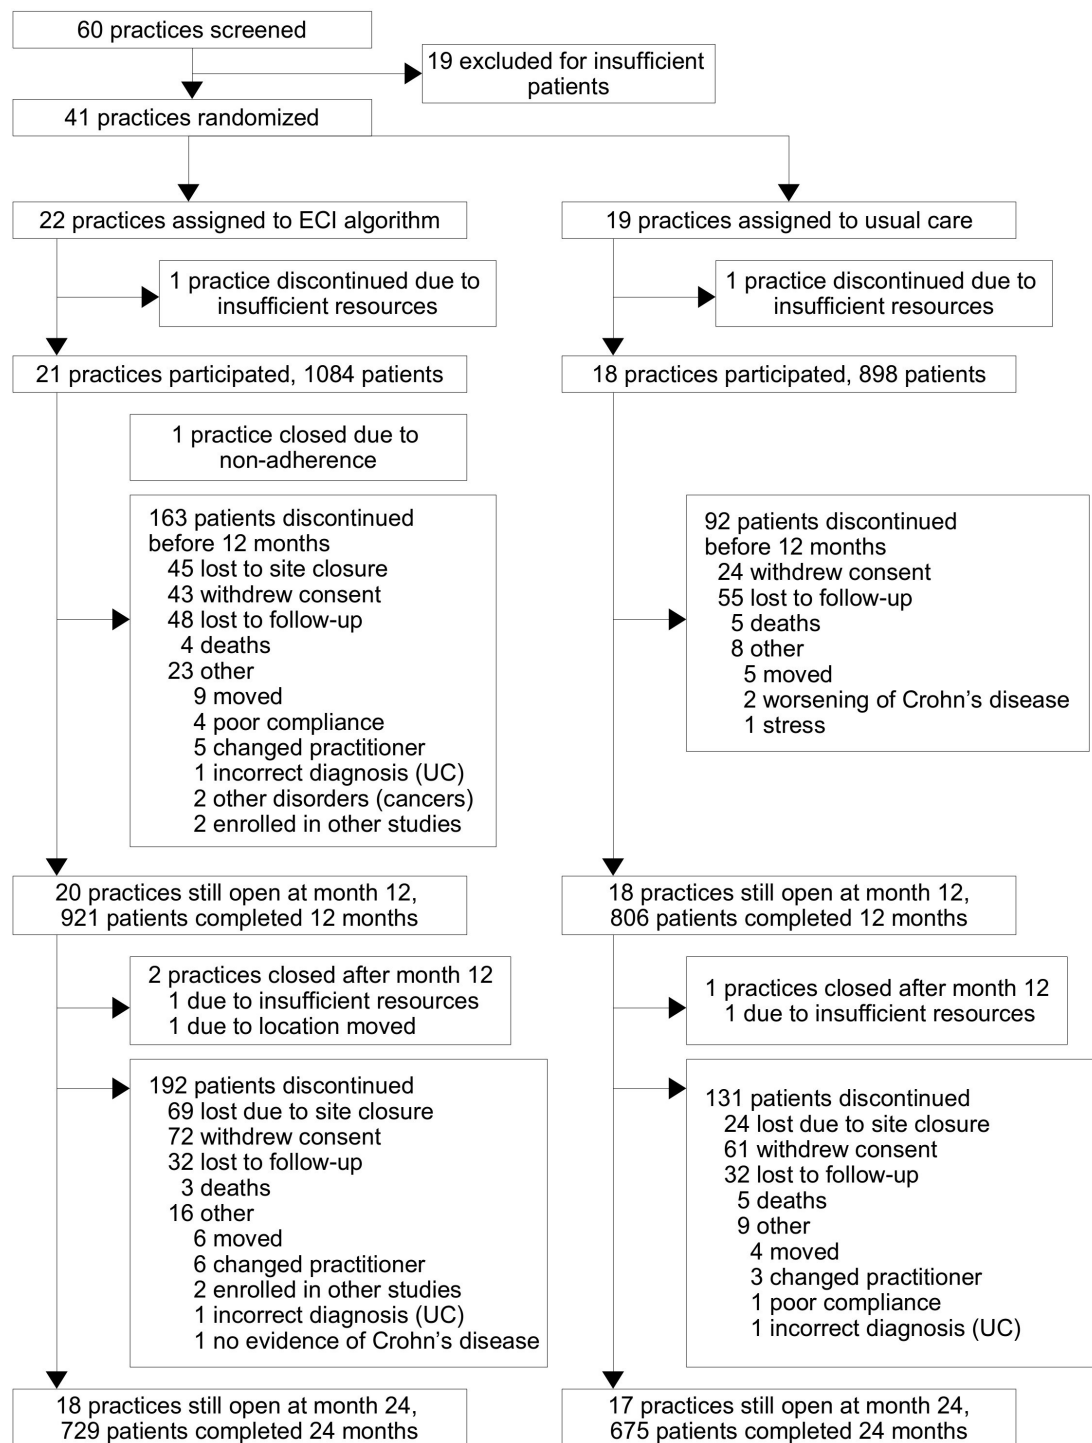 60 practices screened
19 excluded for insufficient
patients
41 practices randomized
22 practices assigned to ECI algorithm
19 practices assigned to usual care
1 practice discontinued due to
insufficient resources
1 practice discontinued due to
insufficient resources
21 practices participated, 1084 patients
18 practices participated, 898 patients
1 practice closed due to
non-adherence
163 patients discontinued
before 12 months
45 lost to site closure
43 withdrew consent
48 lost to follow-up
4 deaths
23 other
9 moved
4 poor compliance
5 changed practitioner
1 incorrect diagnosis (UC)
2 other disorders (cancers)
2 enrolled in other studies
92 patients discontinued
before 12 months
24 withdrew consent
55 lost to follow-up
5 deaths
8 other
5 moved
2 worsening of Crohn’s disease
1 stress
20 practices still open at month 12,
921 patients completed 12 months
18 practices still open at month 12,
806 patients completed 12 months
2 practices closed after month 12
1 due to insufficient resources
1 due to location moved
1 practices closed after month 12
1 due to insufficient resources
192 patients discontinued
69 lost due to site closure
72 withdrew consent
32 lost to follow-up
3 deaths
16 other
6 moved
6 changed practitioner
2 enrolled in other studies
1 incorrect diagnosis (UC)
1 no evidence of Crohn’s disease
131 patients discontinued
24 lost due to site closure
61 withdrew consent
32 lost to follow-up
5 deaths
9 other
4 moved
3 changed practitioner
1 poor compliance
1 incorrect diagnosis (UC)
18 practices still open at month 24,
729 patients completed 24 months
17 practices still open at month 24,
675 patients completed 24 months